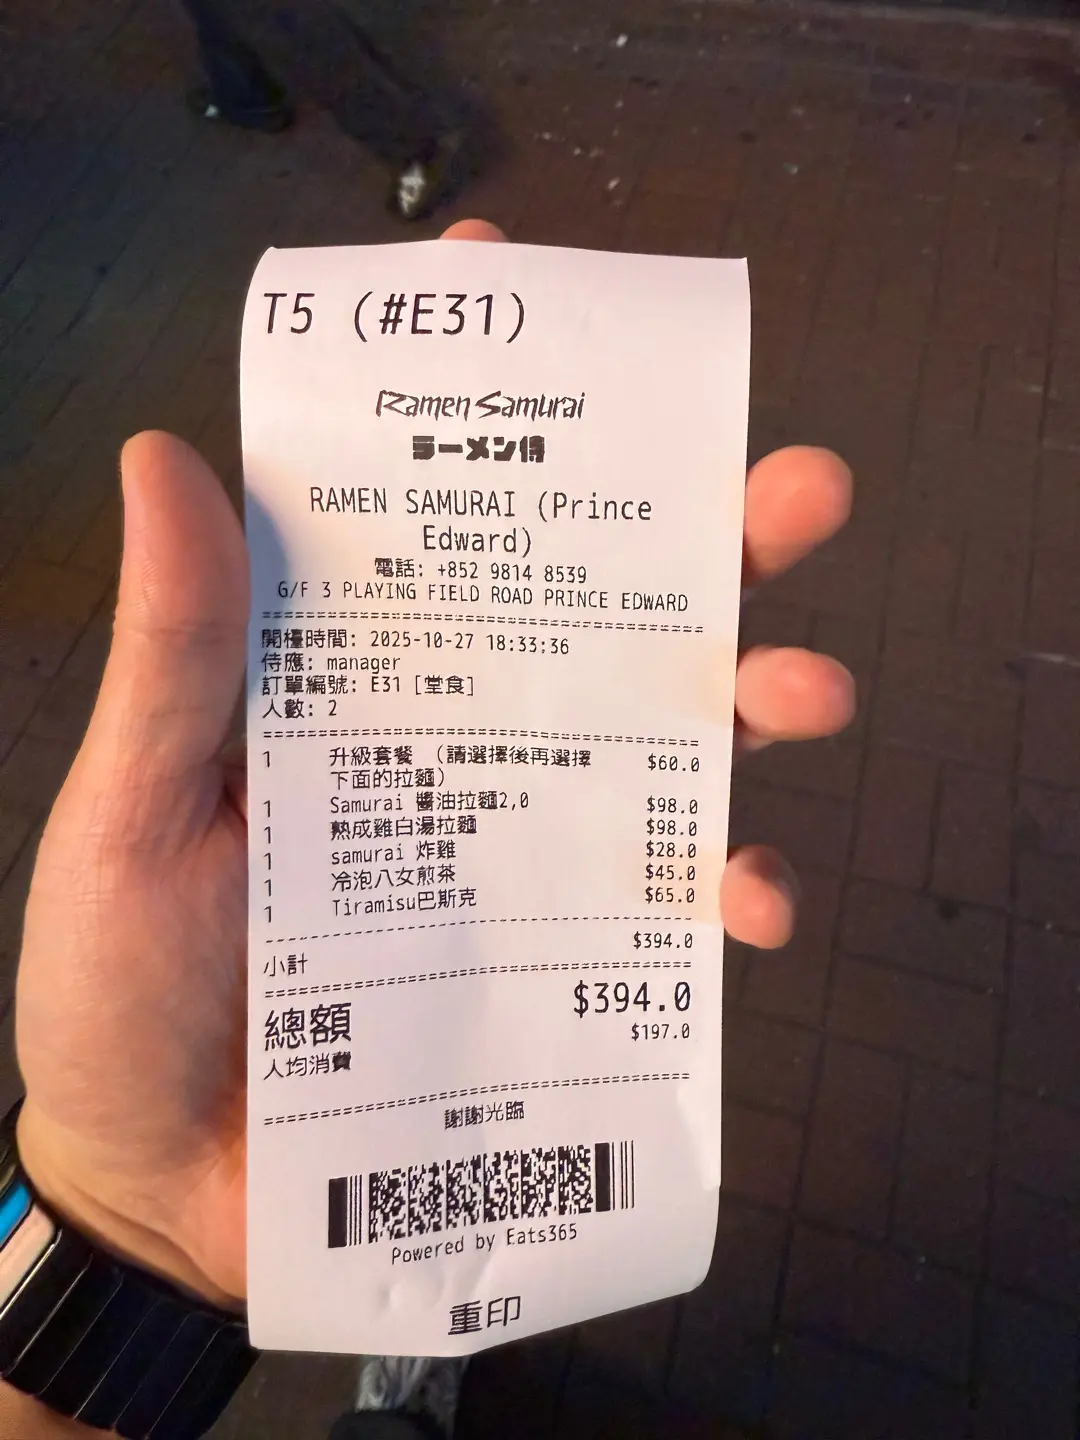 T5 (#E31)
Ramen Samurai
ラーメン侍
RAMEN SAMURAI (Prince
Edward)
電話: +852 9814 8539
G/F 3 PLAYING FIELD ROAD PRINCE EDWARD
開檯時間: 2025-10-27 18:33:36
侍應: manager
訂單編號: E31 [堂食]
人數: 2
1 升級套餐 (請選擇後再選擇 $60.0
下面的拉麵)
1 Samurai 醬油拉麵2,0 $98.0
1 熟成雞白湯拉麵 $98.0
1 samurai 炸雞 $28.0
1 冷泡八女煎茶 $45.0
1 Tiramisu巴斯克 $65.0
小計 $394.0
總額 $394.0
人均消費 $197.0
謝謝光臨
Powered by Eats365
重印